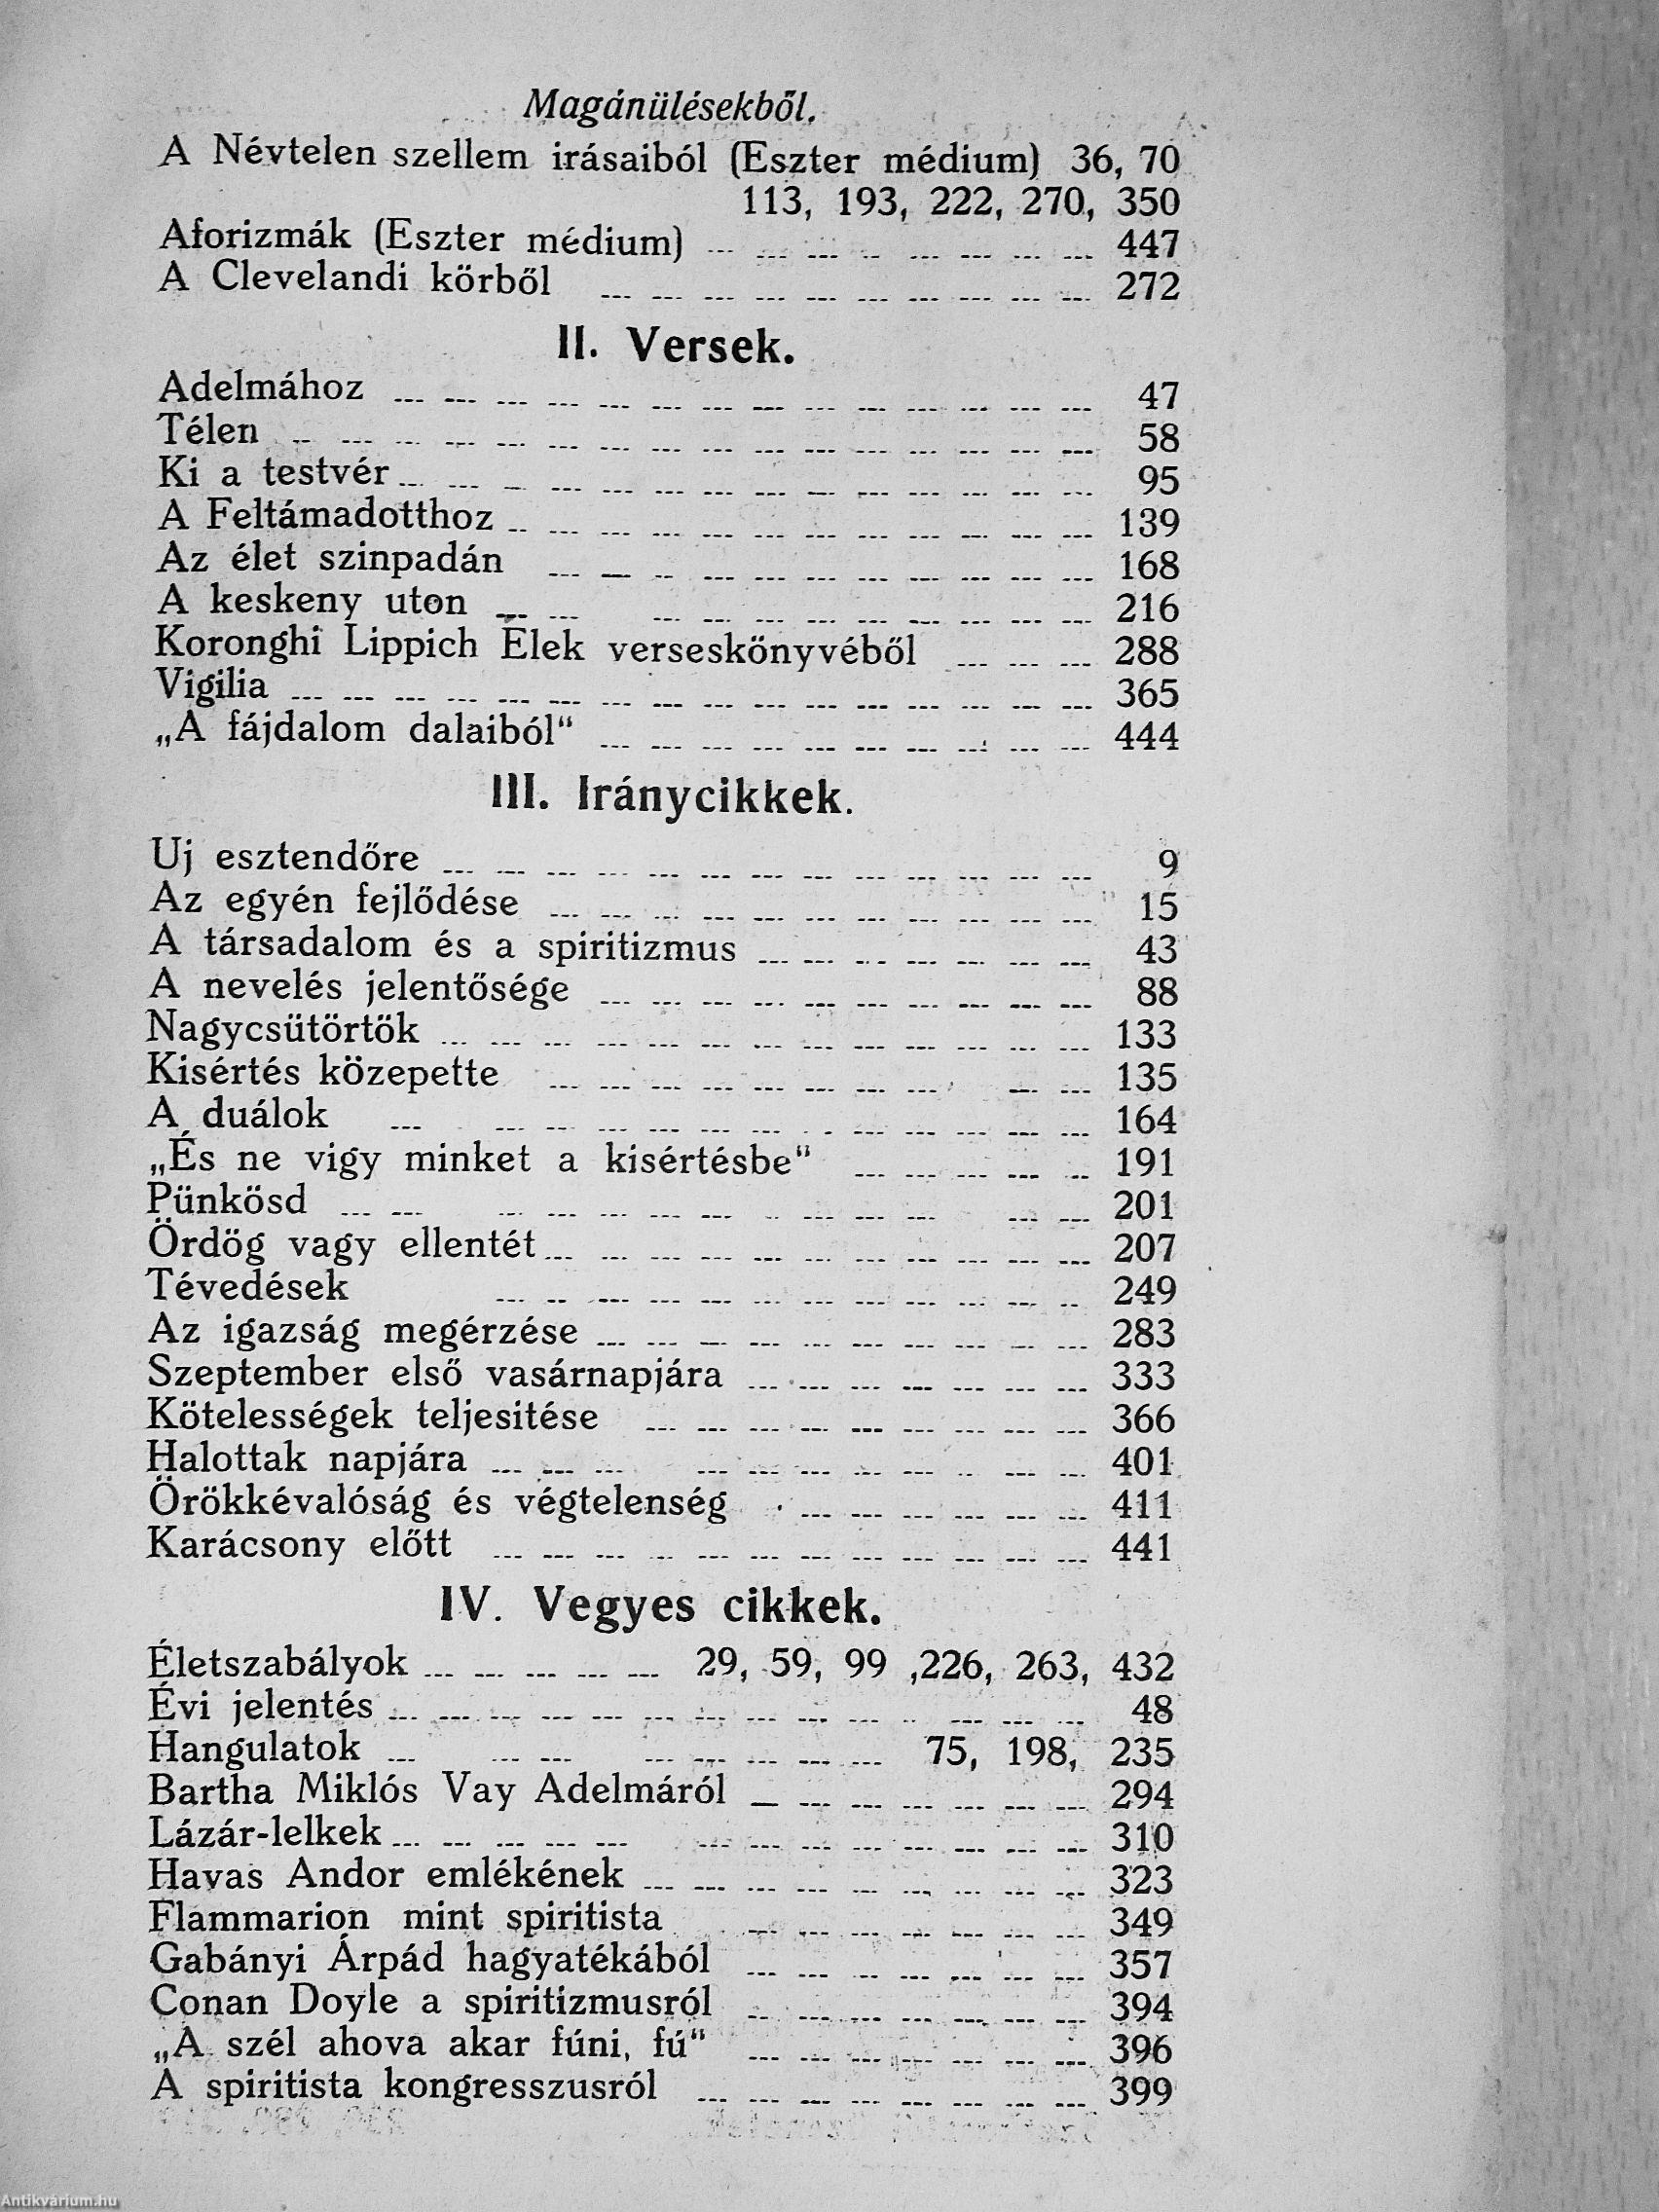 Magánülésekből.
A Névtelen szellem irásaiból (Eszter médium) 36, 70
113, 193, 222, 270, 350
Aforizmák (Eszter médium) 447
A Clevelandi körből 272
II. Versek.
Adelmához 47
Télen 58
Ki a testvér 95
A Feltámadotthoz 139
Az élet szinpadán 168
A keskeny uton 216
Koronghi Lippich Elek verseskönyvéből 288
Vigilia 365
„A fájdalom dalaiból" 444
III. Iránycikkek.
Uj esztendőre 9
Az egyén fejlődése 15
A társadalom és a spiritizmus 43
A nevelés jelentősége 88
Nagycsütörtök 133
Kisértés közepette 135
A duálok 164
„És ne vigy minket a kisértésbe" 191
Pünkösd 201
Ördög vagy ellentét 207
Tévedések 249
Az igazság megérzése 283
Szeptember első vasárnapjára 333
Kötelességek teljesitése 366
Halottak napjára 401
Örökkévalóság és végtelenség 411
Karácsony előtt 441
IV. Vegyes cikkek.
Életszabályok 29, 59, 99 ,226, 263, 432
Évi jelentés 48
Hangulatok 75, 198, 235
Bartha Miklós Vay Adelmáról 294
Lázár-lelkek 310
Havas Andor emlékének 323
Flammarion mint spiritista 349
Gabányi Árpád hagyatékából 357
Conan Doyle a spiritizmusról 394
„A szél ahova akar fúni, fú" 396
A spiritista kongresszusról 399
Antikvárium.hu